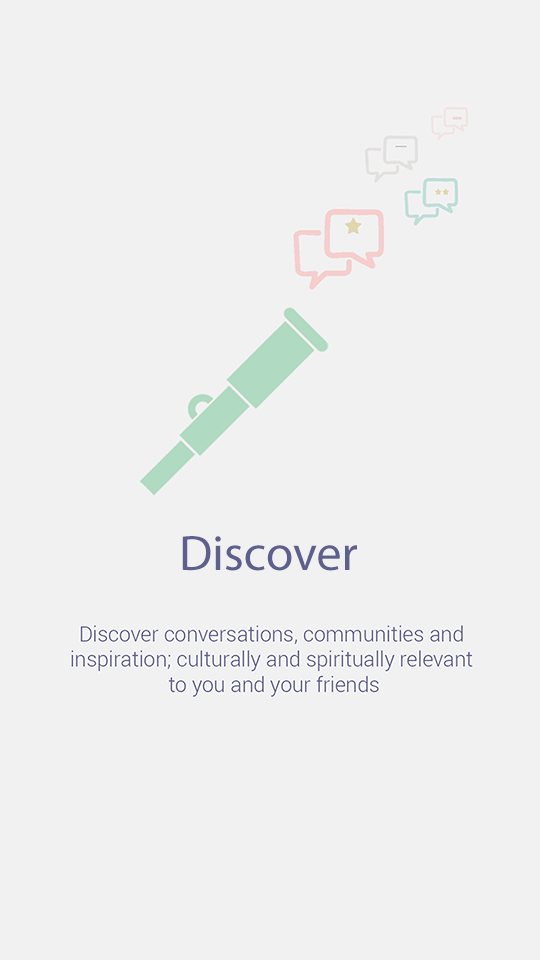 Discover
Discover conversations, communities and
inspiration; culturally and spiritually relevant
to you and your friends